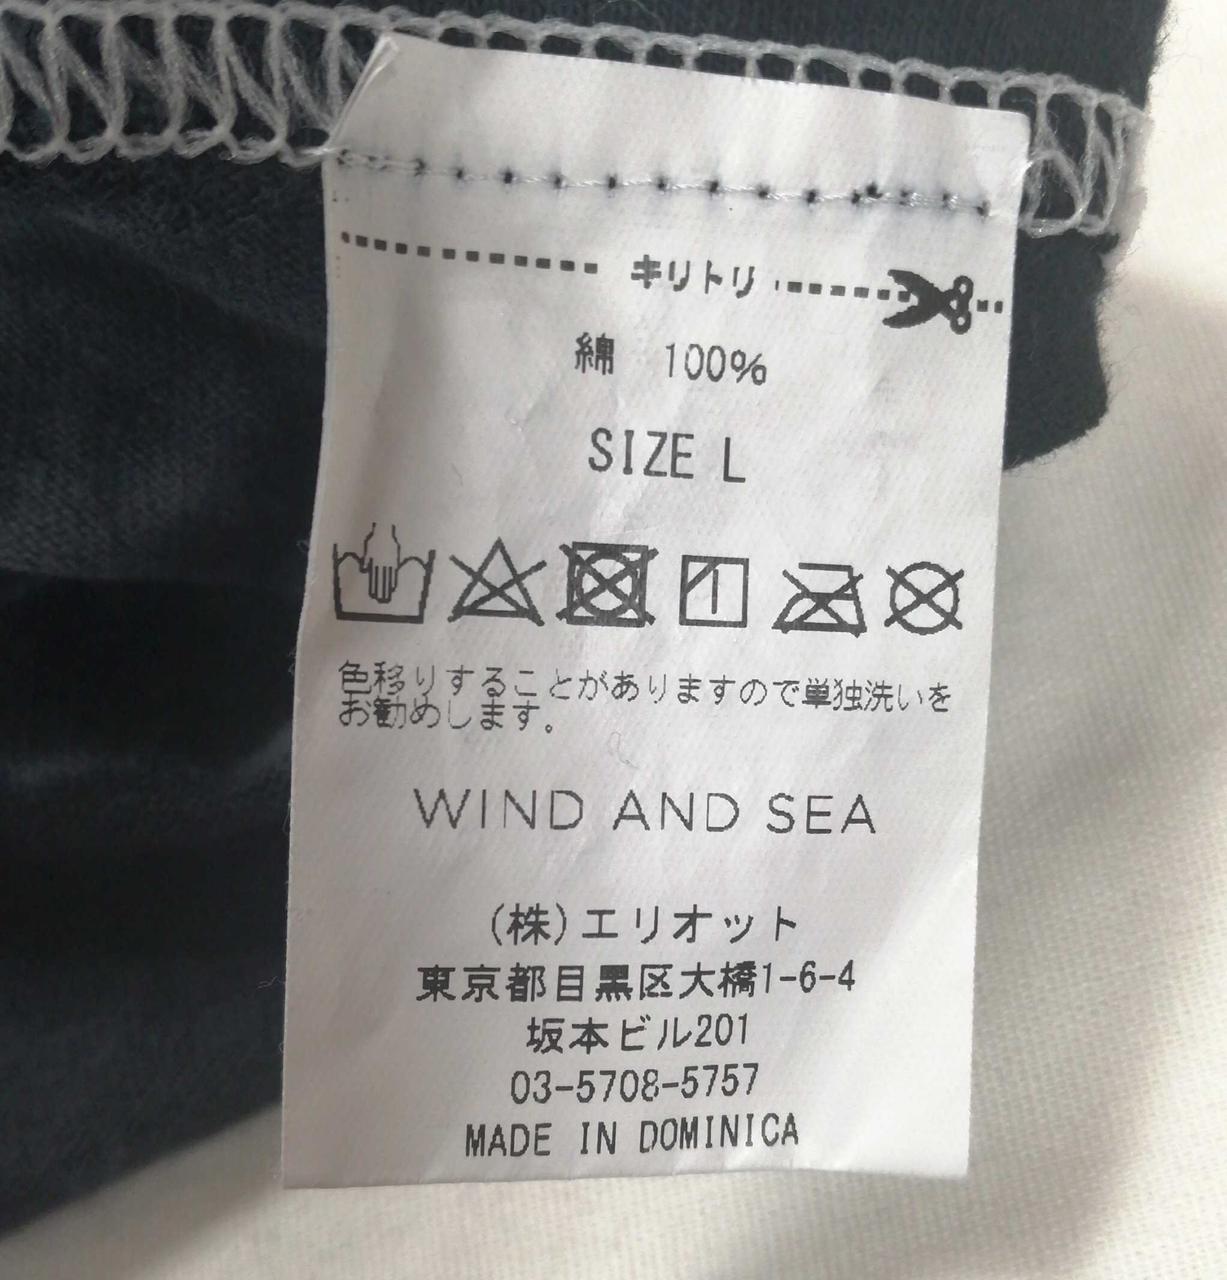 キリトリ
綿　100%
SIZE L
色移りすることがありますので単独洗いを
お勧めします。
WIND AND SEA
(株)エリオット
東京都目黒区大橋1-6-4
坂本ビル201
03-5708-5757
MADE IN DOMINICA